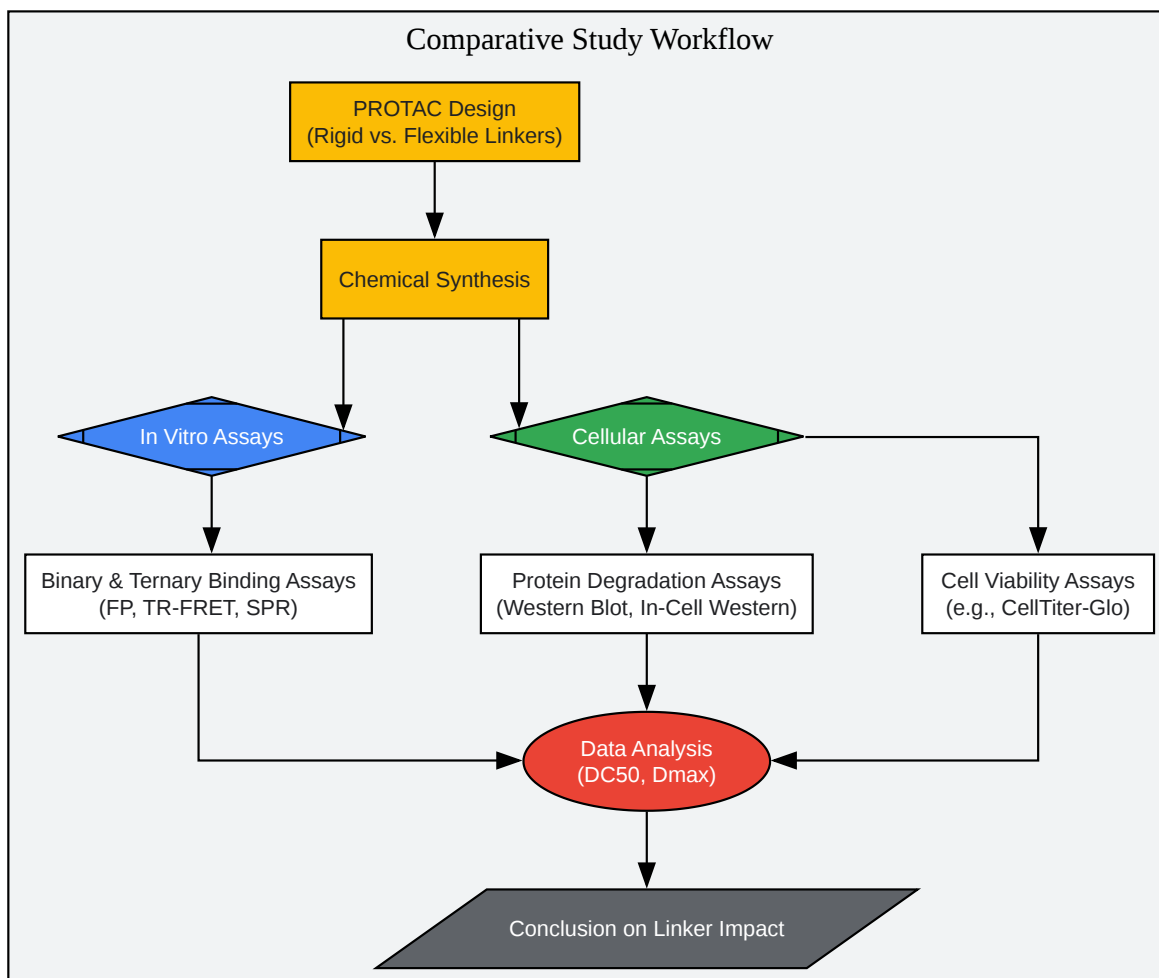 Comparative Study Workflow
PROTAC Design
(Rigid vs. Flexible Linkers)
Chemical Synthesis
In Vitro Assays
Cellular Assays
Binary & Ternary Binding Assays
(FP, TR-FRET, SPR)
Protein Degradation Assays
(Western Blot, In-Cell Western)
Cell Viability Assays
(e.g., CellTiter-Glo)
Data Analysis
(DC50, Dmax)
Conclusion on Linker Impact